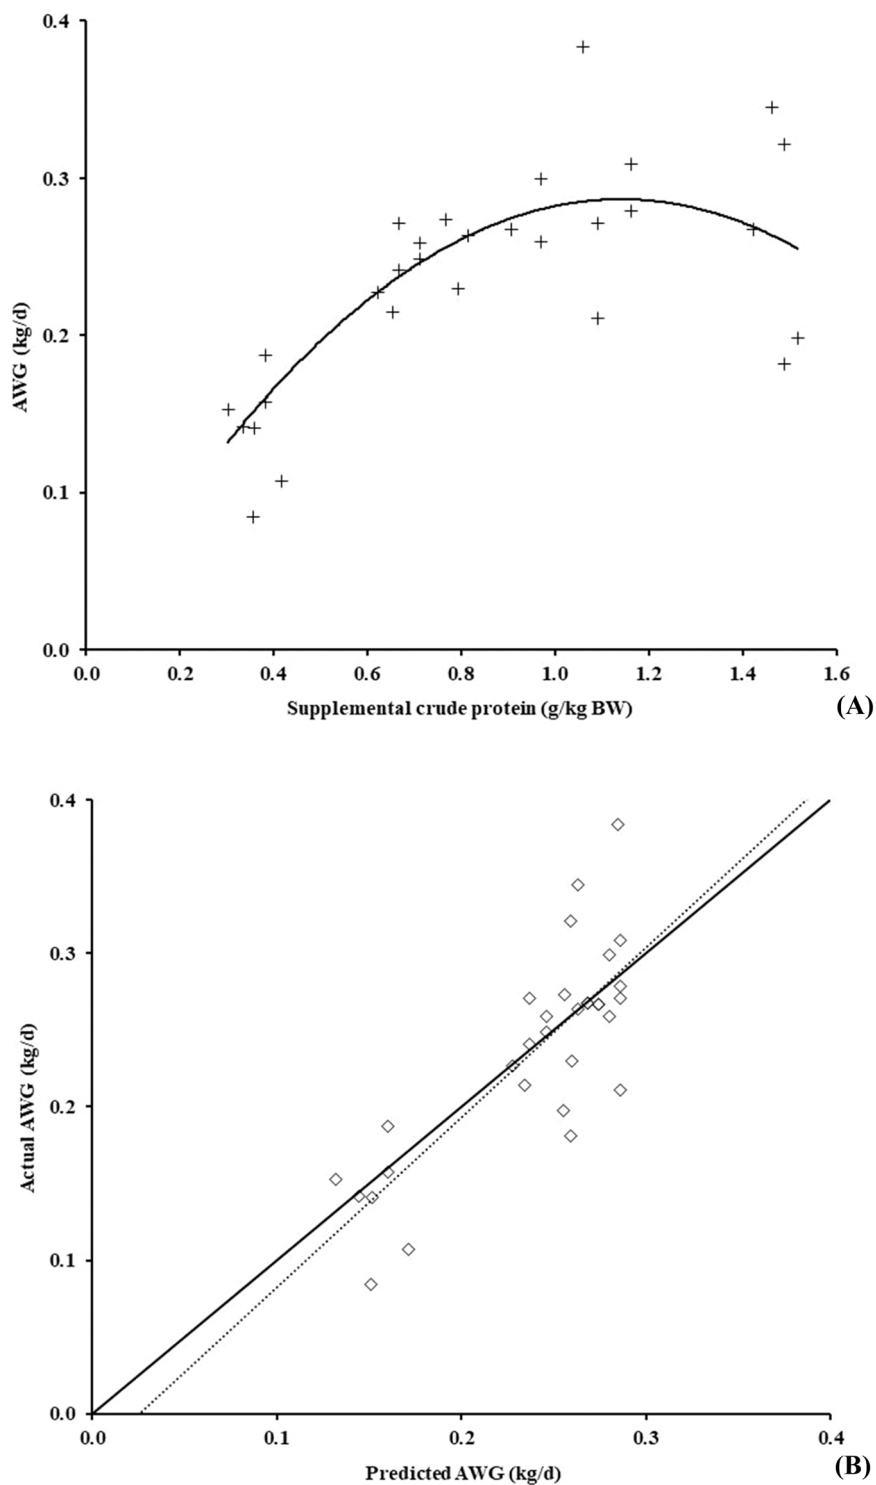 0.4
0.3
0.2
0.1
0.0
AWG (kg/d)
0.0 0.2 0.4 0.6 0.8 1.0 1.2 1.4 1.6
Supplemental crude protein (g/kg BW)
(A)
0.4
0.3
0.2
0.1
0.0
Actual AWG (kg/d)
0.0 0.1 0.2 0.3 0.4
Predicted AWG (kg/d)
(B)